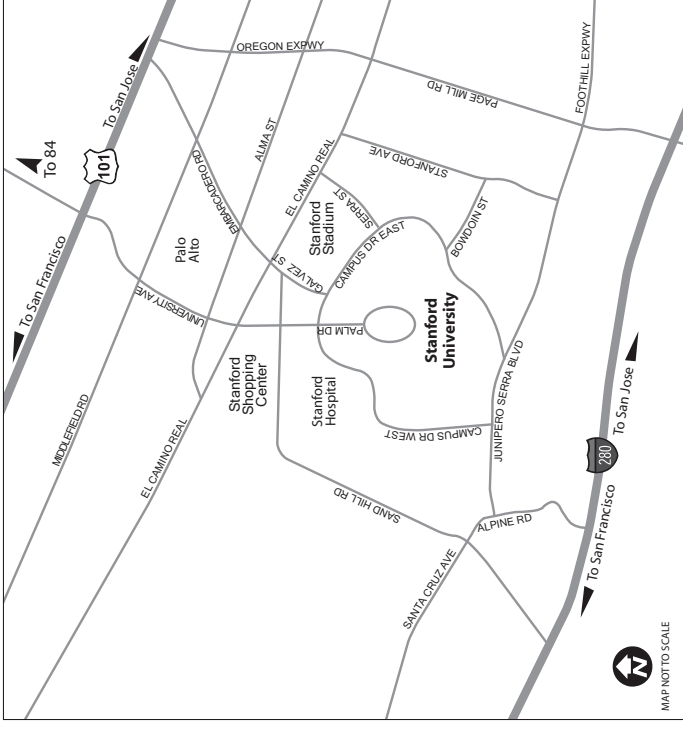 OREGON EXPWY
FOOTHILL EXPWY
To San Jose
PAGE MILL RD
To 84
101
ALMA ST
EMBARCADERO RD
EL CAMINO REAL
STANFORD AVE
Palo
Alto
Stanford
Stadium
SERRA ST
GALVEZ ST
CAMPUS DR EAST
BOWDOIN ST
To San Francisco
UNIVERSITY AVE
PALM DR
Stanford
University
Stanford
Shopping
Center
Stanford
Hospital
MIDDLEFIELD RD
EL CAMINO REAL
CAMPUS DR WEST
JUNIPERO SERRA BLVD
To San Jose
280
SAND HILL RD
ALPINE RD
To San Francisco
SANTA CRUZ AVE
N
MAP NOT TO SCALE